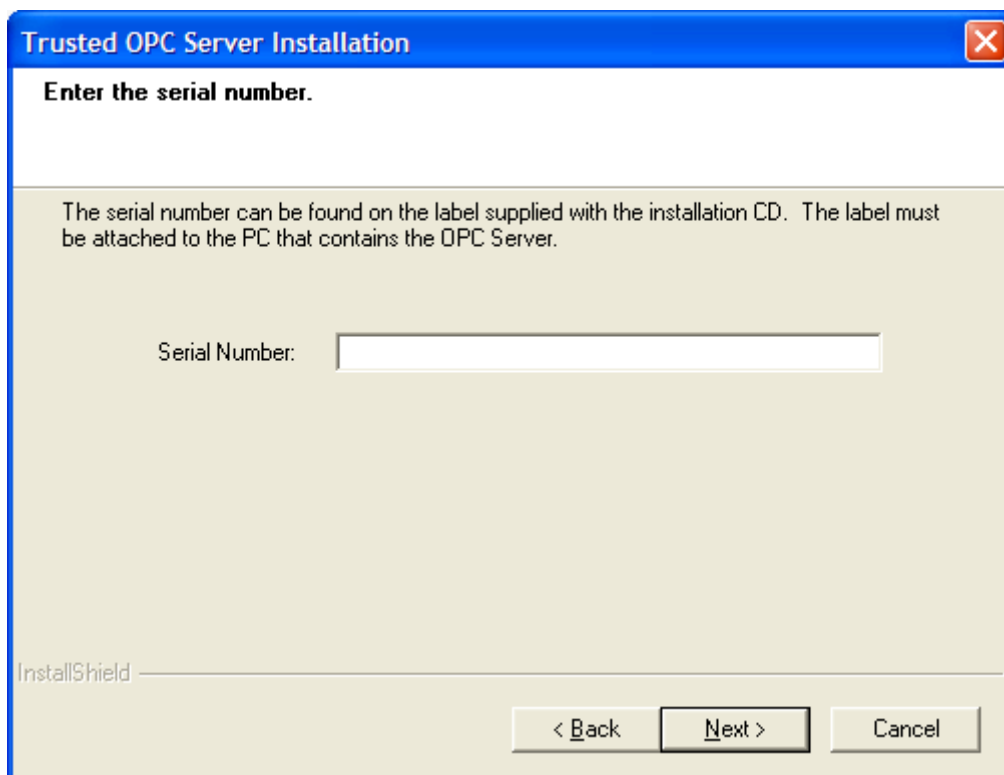 Trusted OPC Server Installation
Enter the serial number.
The serial number can be found on the label supplied with the installation CD.  The label must
be attached to the PC that contains the OPC Server.
Serial Number:
InstallShield
< Back   Next >   Cancel